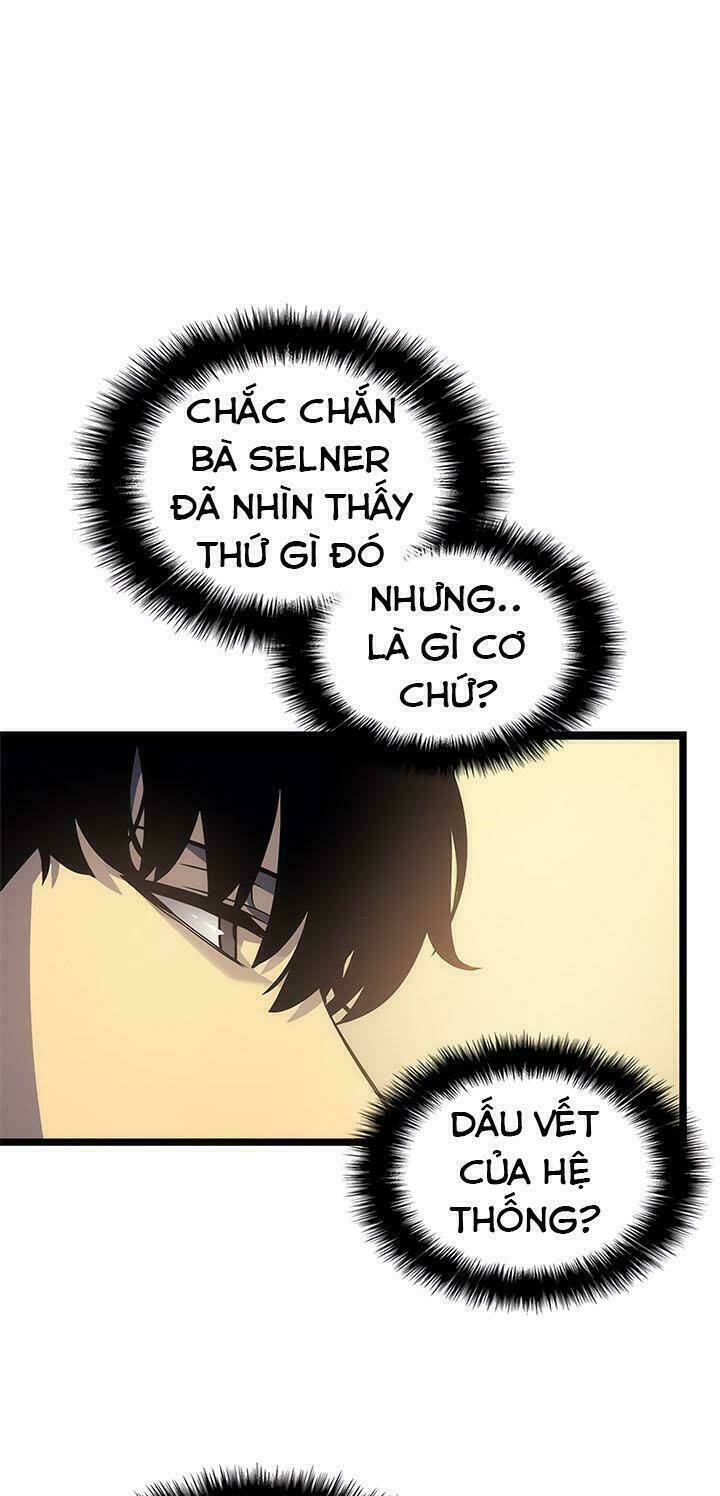 CHẮC CHẮN
BÀ SELNER
ĐÃ NHÌN THẤY
THỨ GÌ ĐÓ
NHƯNG..
LÀ GÌ CƠ
CHỨ?
DẤU VẾT
CỦA HỆ
THỐNG?